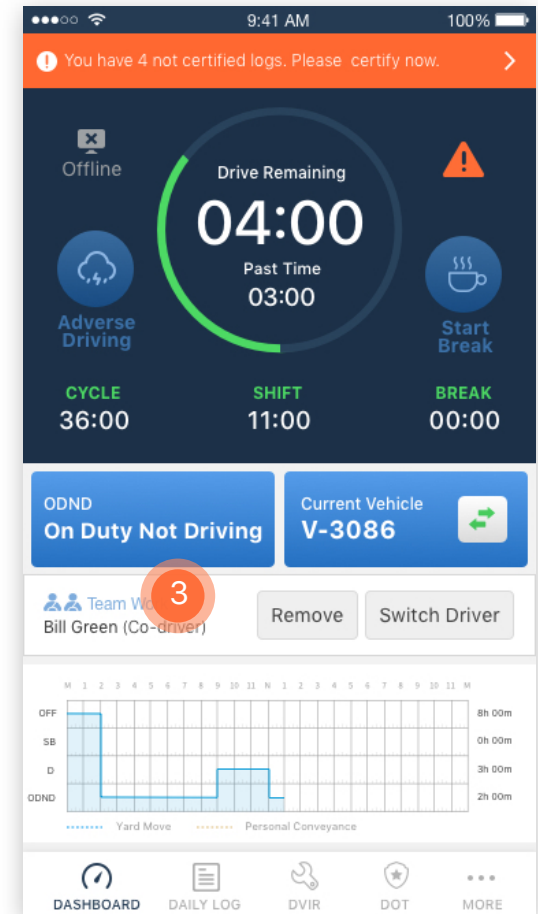 9:41 AM 100%
You have 4 not certified logs. Please certify now.
Offline
Drive Remaining
04:00
Past Time
03:00
Adverse
Driving
Start
Break
CYCLE SHIFT BREAK
36:00 11:00 00:00
ODND
On Duty Not Driving
Current Vehicle
V-3086
Team
3
Bill Green (Co-driver)
Remove
Switch Driver
M 1 2 3 4 5 6 7 8 9 10 11 N 1 2 3 4 5 6 7 8 9 10 11 M
OFF 8h 00m
SB 0h 00m
D 3h 00m
ODND 2h 00m
Yard Move Personal Conveyance
DASHBOARD DAILY LOG DVIR DOT MORE